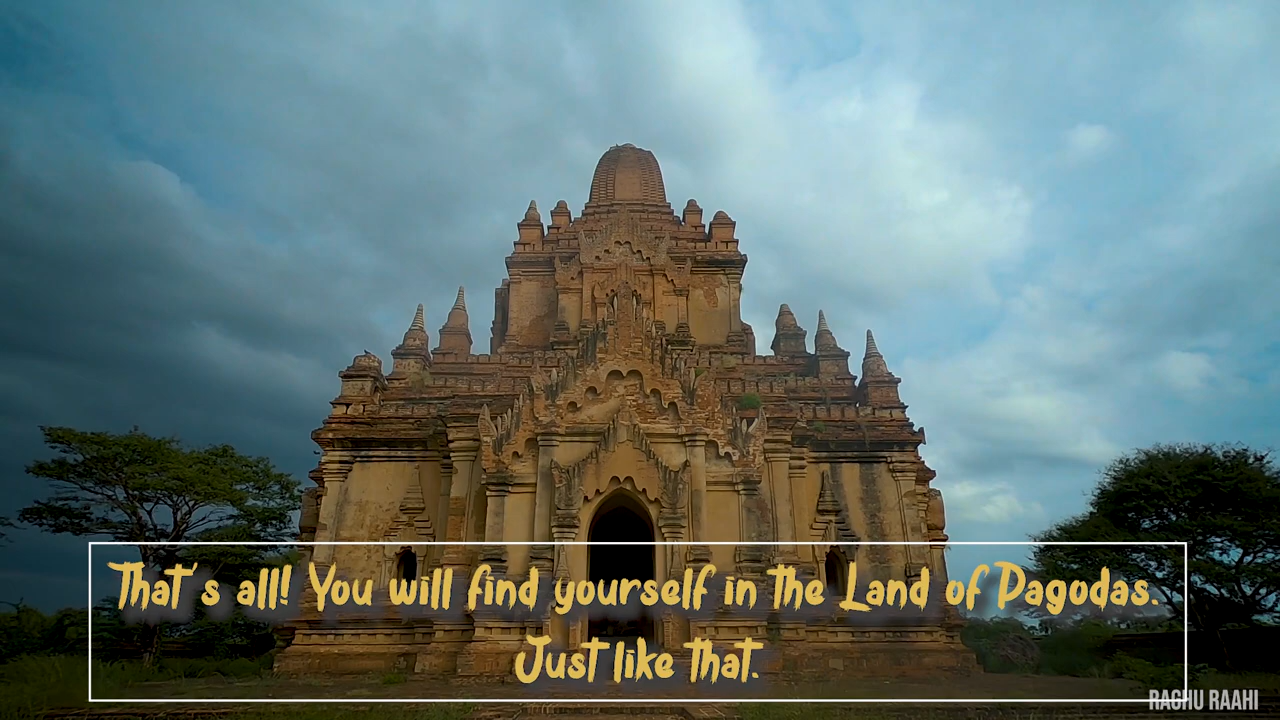 That's all! You will find yourself in the Land of Pagodas.
Just like that.
RAGHU RAAHI